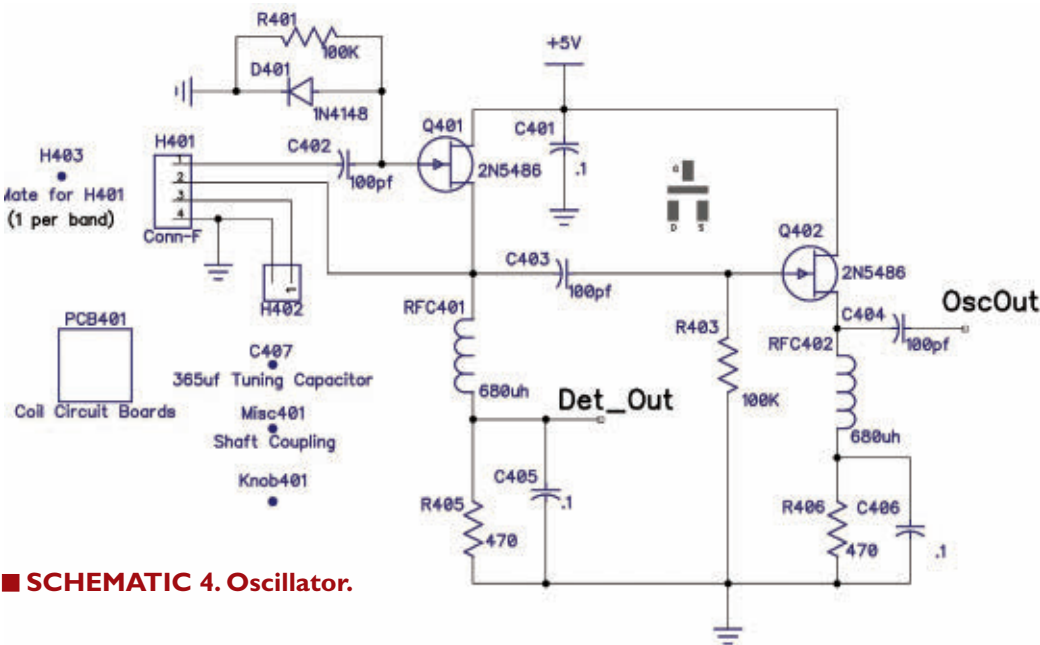 R401
100K
D401
1N4148
+5V
H401
H403
Mate for H401
(1 per band)
1
2
3
4
Conn-F
C402
100pf
Q401
2N5486
C401
.1
G
D S
Q402
2N5486
H402
1
PCB401
Coil Circuit Boards
C407
365uf Tuning Capacitor
Misc401
Shaft Coupling
Knob401
RFC401
680uh
C403
100pf
R403
100K
C404
100pf
OscOut
RFC402
680uh
Det_Out
R405
470
C405
.1
R406
470
C406
.1
SCHEMATIC 4. Oscillator.